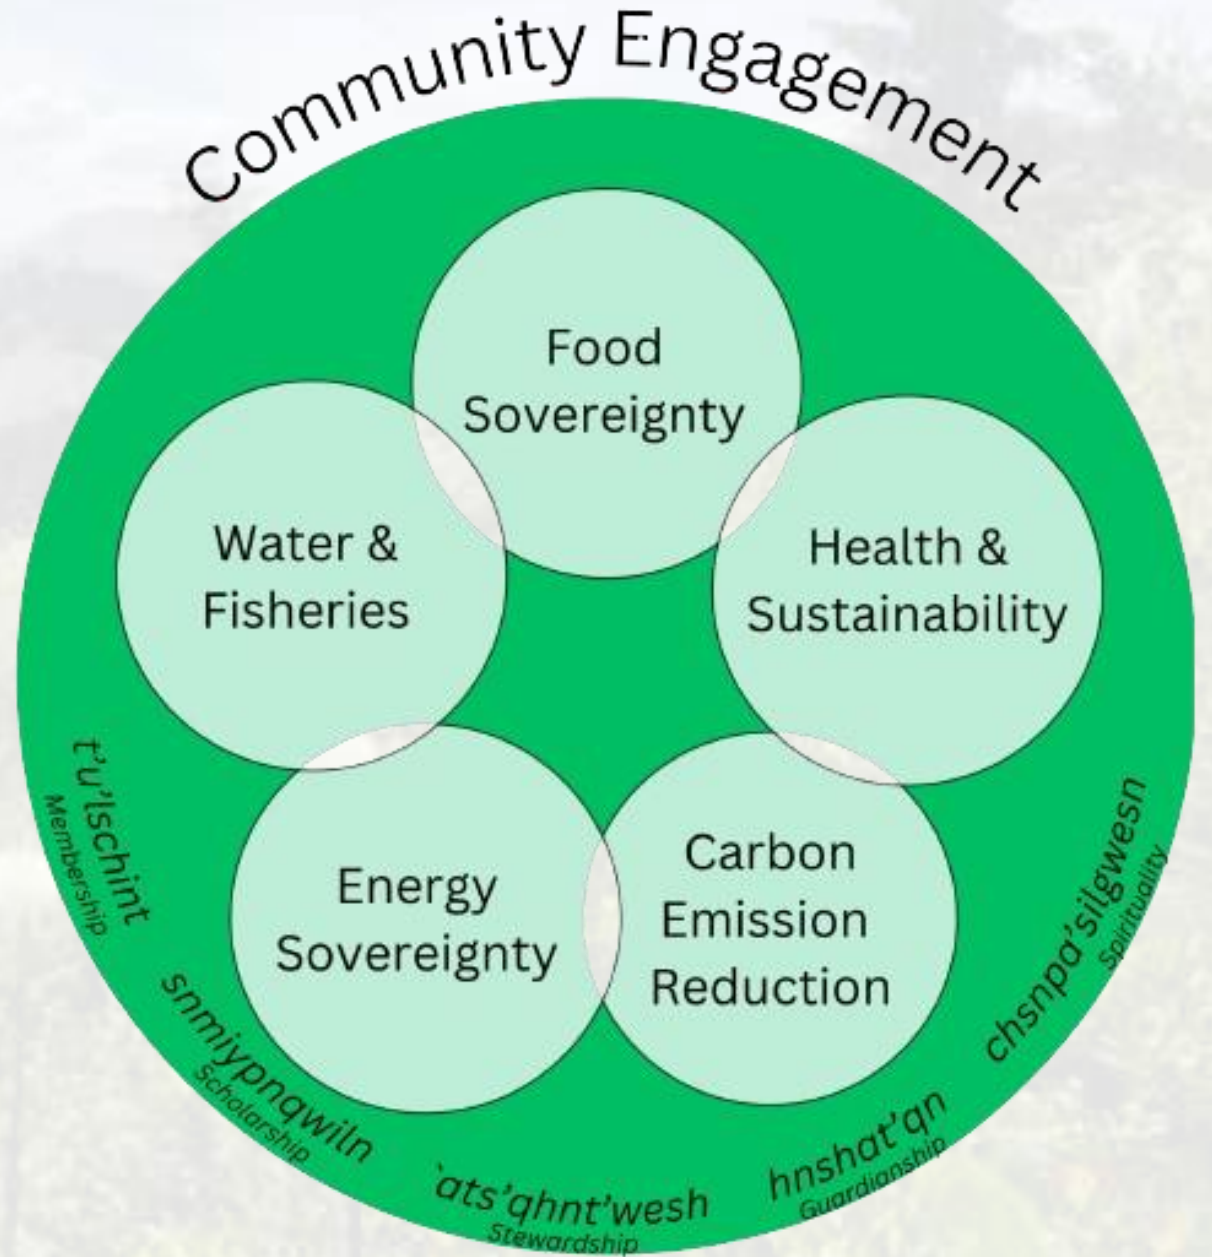 Community Engagement
Food
Sovereignty
Water &
Fisheries
Health &
Sustainability
Energy
Sovereignty
Carbon
Emission
Reduction
t'u'lschint
Membership
snmiypnqwiln
Scholarship
`ats'qhnt'wesh
Stewardship
hnshat'qn
Guardianship
chsnpa'silgwesn
Spirituality